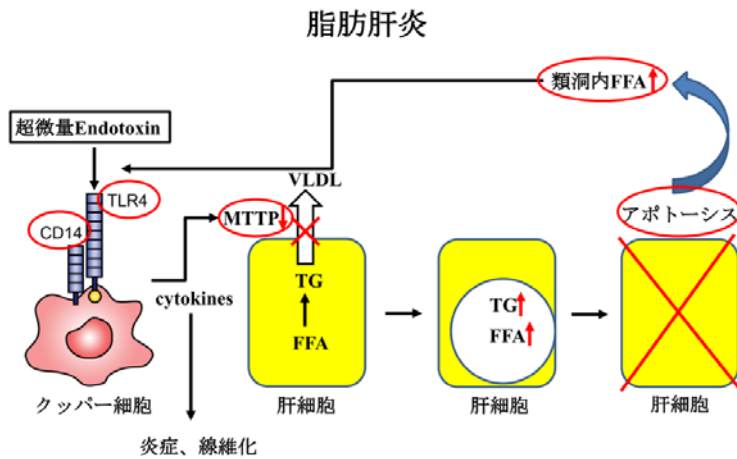 脂肪肝炎
類洞内FFA
超微量Endotoxin
TLR4
CD14
VLDL
MTTP
アポトーシス
cytokines
TG
FFA
TG
FFA
クッパー細胞
肝細胞
肝細胞
肝細胞
炎症、線維化